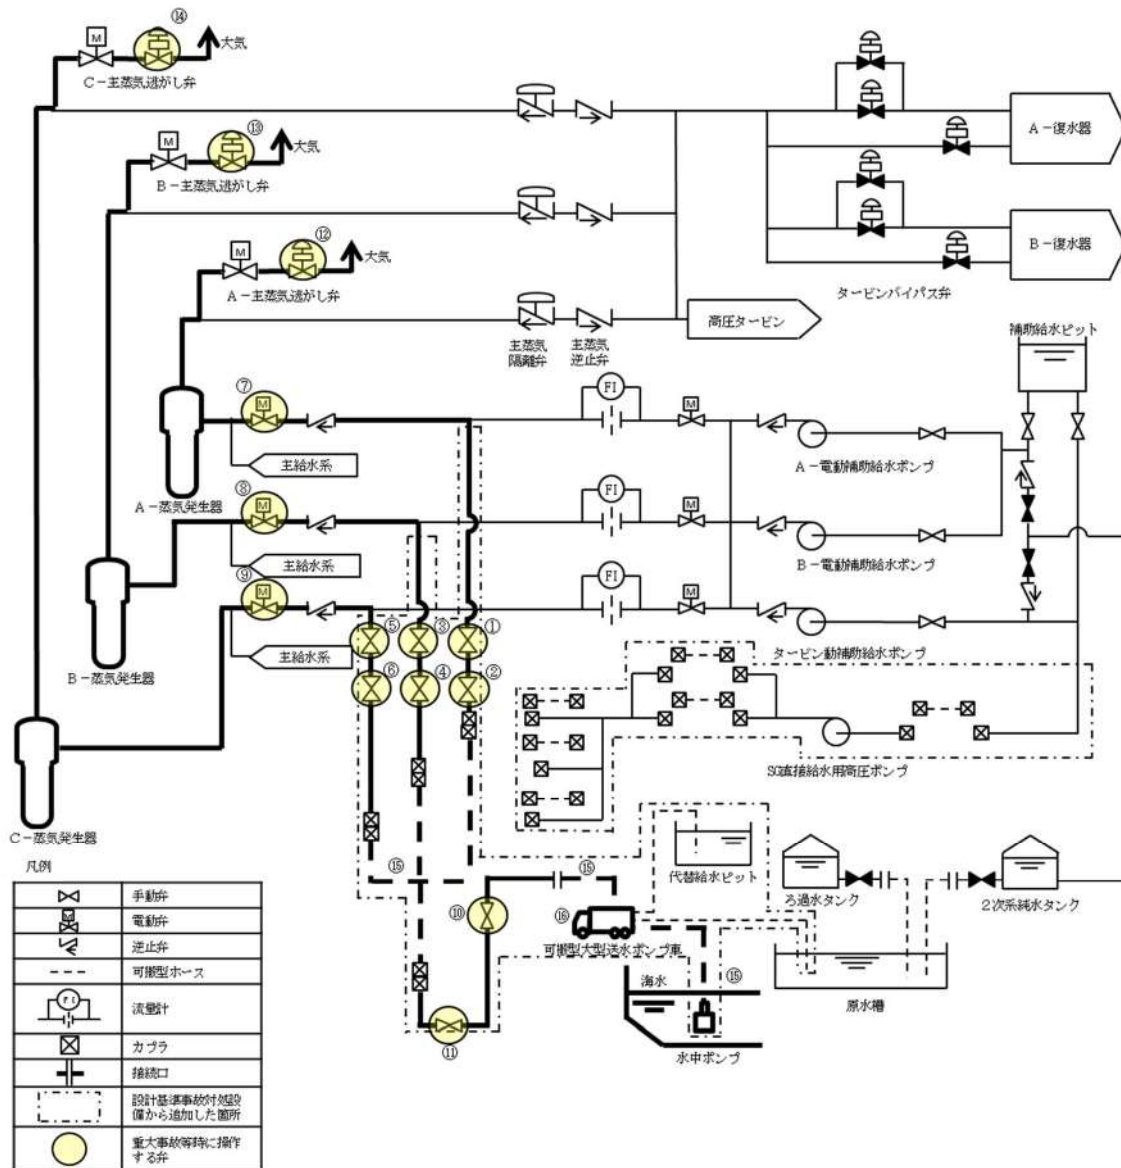 ⑭
M
大気
C－主蒸気逃がし弁
⑬
M
大気
B－主蒸気逃がし弁
⑫
M
大気
A－主蒸気逃がし弁
A－復水器
B－復水器
タービンバイパス弁
高圧タービン
主蒸気
隔離弁
主蒸気
逆止弁
補助給水ピット
⑦
M
FI
M
A－電動補助給水ポンプ
主給水系
A－蒸気発生器
⑧
M
FI
M
B－電動補助給水ポンプ
主給水系
⑨
M
FI
M
タービン動補助給水ポンプ
主給水系
B－蒸気発生器
⑤
③
①
⑥
④
②
SG直接給水用高圧ポンプ
C－蒸気発生器
⑮
⑮
⑩
⑯
可搬型大型送水ポンプ車
代替給水ピット
ろ過水タンク
2次系純水タンク
原水槽
海水
⑮
水中ポンプ
⑪
凡例
手動弁
M
電動弁
逆止弁
可搬型ホース
FI
流量計
カプラ
接続口
設計基準事故対処設
備から追加した箇所
重大事故等時に操作
する弁